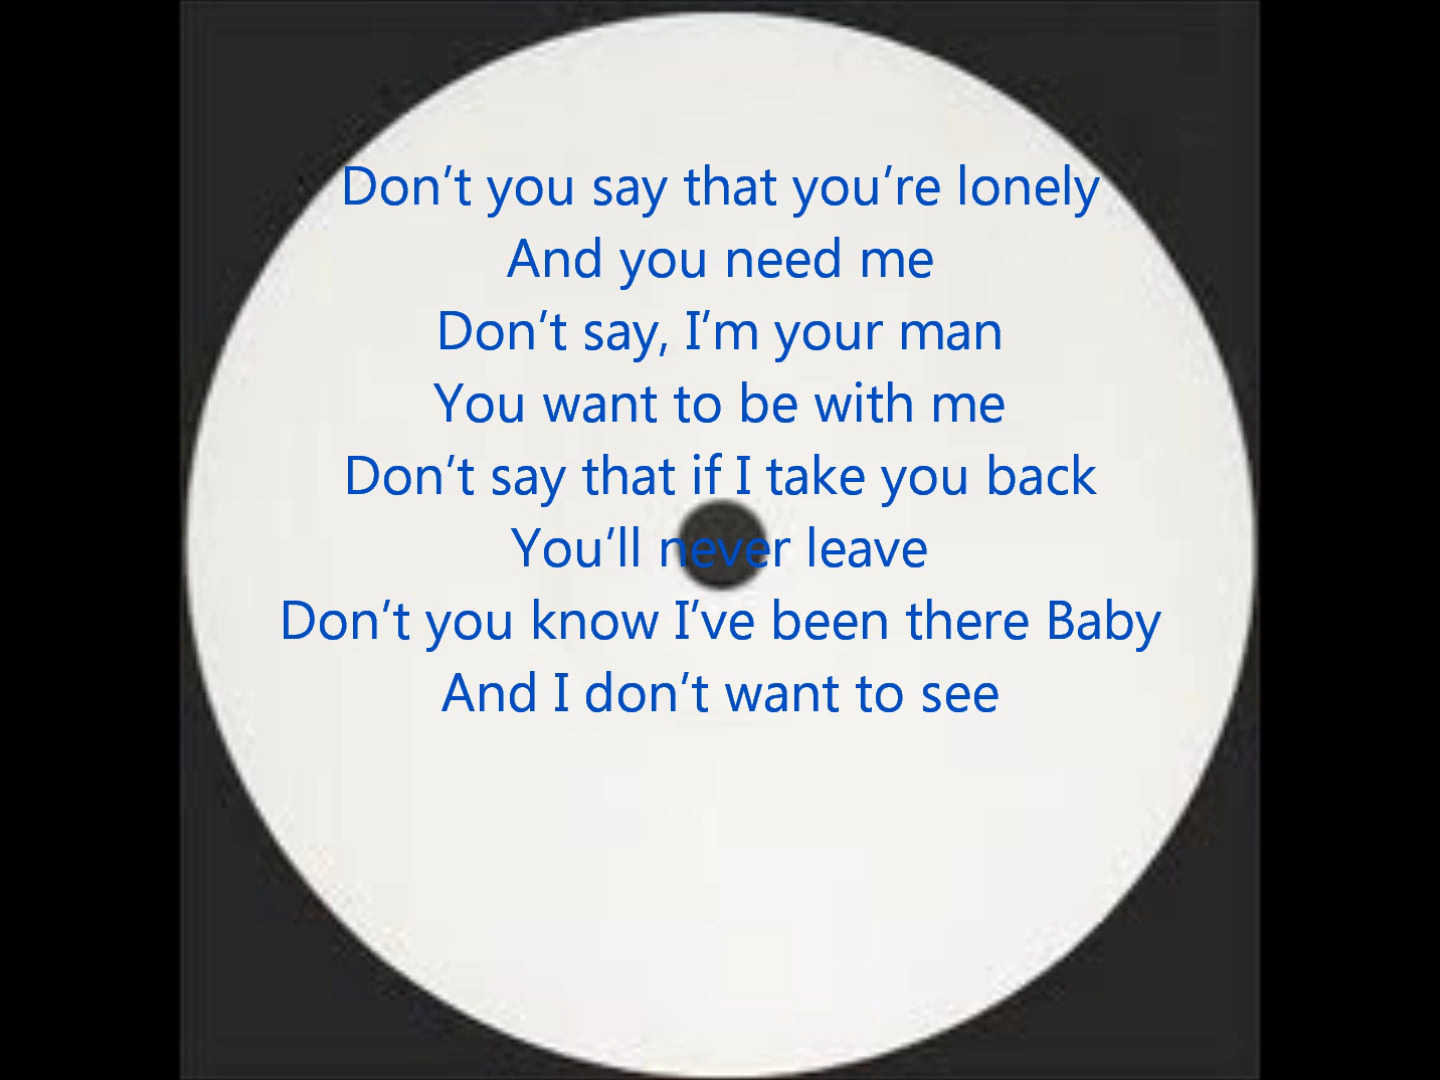 Don't you say that you're lonely
And you need me
Don't say, I'm your man
You want to be with me
Don't say that if I take you back
You'll never leave
Don't you know I've been there Baby
And I don't want to see